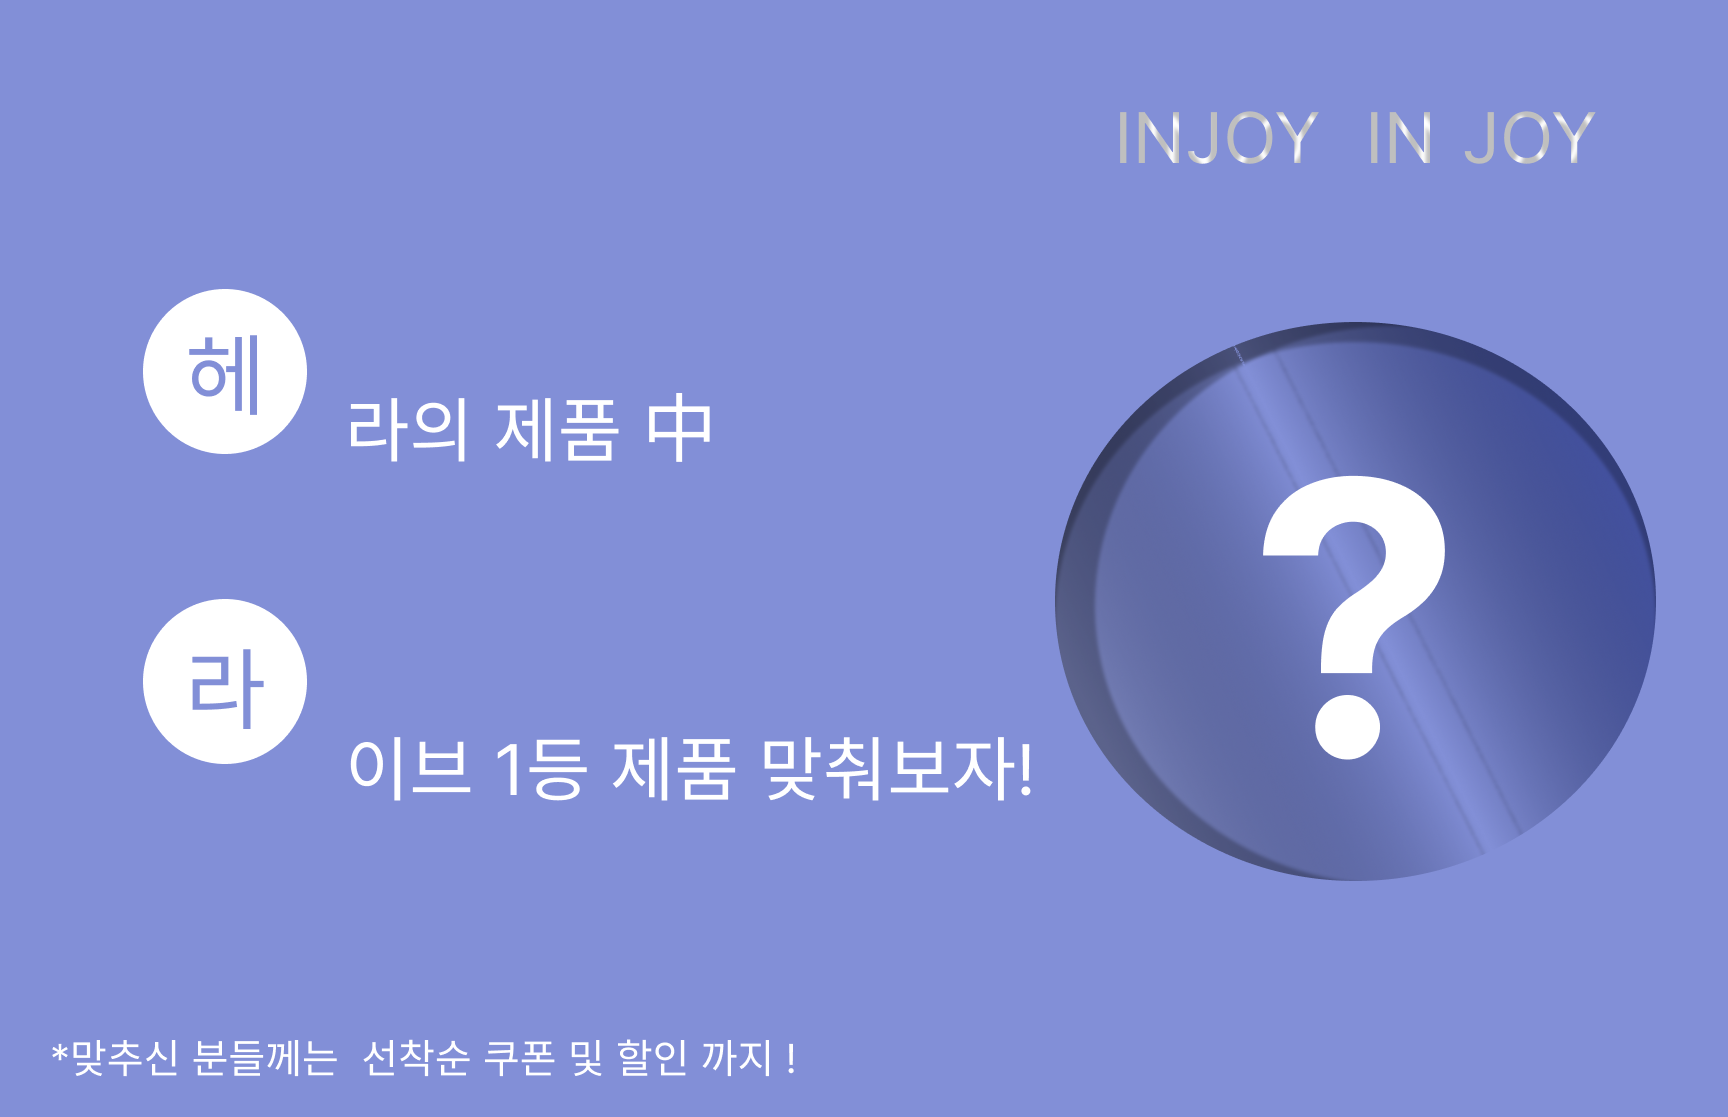 INJOY IN JOY
헤
라의 제품 中
?
라
이브 1등 제품 맞춰보자!
*맞추신 분들께는 선착순 쿠폰 및 할인 까지 !